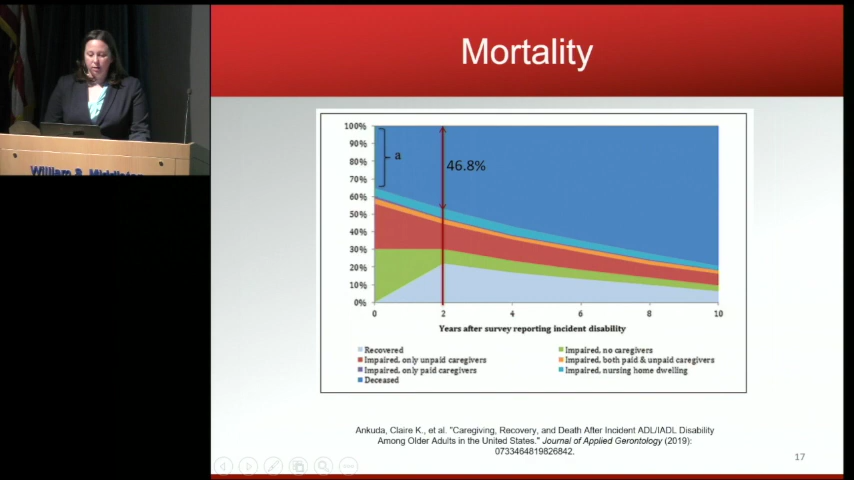 Mortality
100%
90%
80%
70%
60%
50%
40%
30%
20%
10%
0%
a
46.8%
0 2 4 6 8 10
Years after survey reporting incident disability
Recovered
Impaired, no caregivers
Impaired, only unpaid caregivers
Impaired, both paid & unpaid caregivers
Impaired, only paid caregivers
Impaired, nursing home dwelling
Deceased
Ankuda, Claire K., et al. "Caregiving, Recovery, and Death After Incident ADL/IADL Disability
Among Older Adults in the United States." Journal of Applied Gerontology (2019):
0733464819826842.
17
William S. Middleton